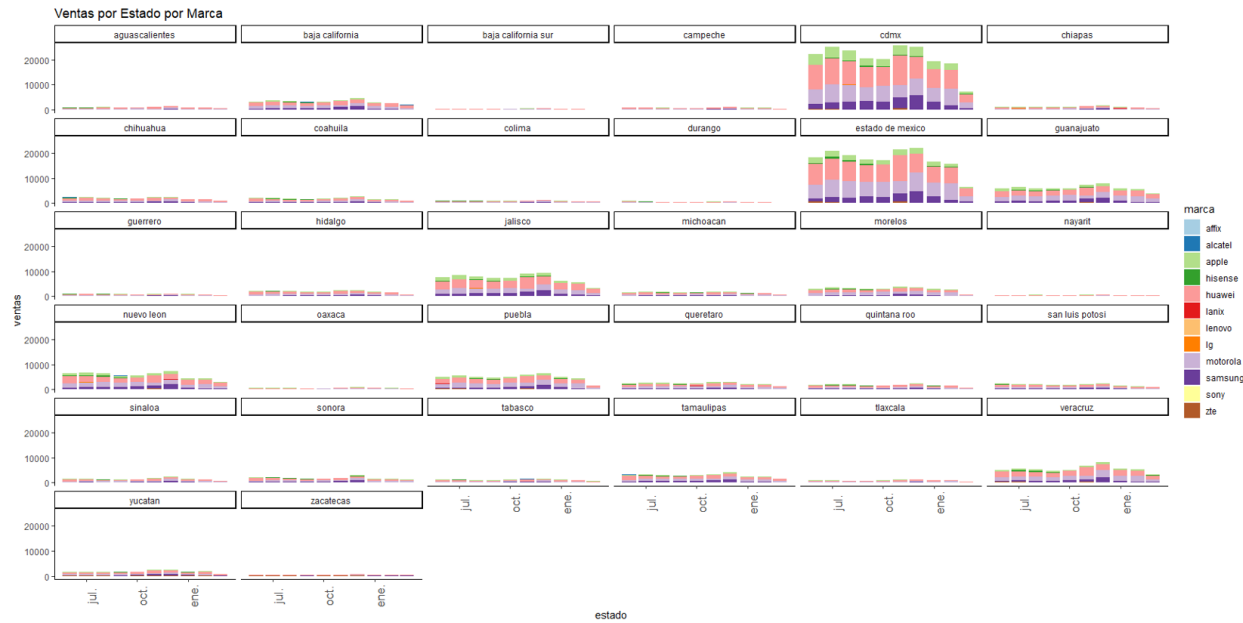 Ventas por Estado por Marca
aguascalientes baja california baja california sur campeche cdmx chiapas
20000
10000
0
chihuahua coahuila colima durango estado de mexico guanajuato
20000
10000
0
guerrero hidalgo jalisco michoacan morelos nayarit
20000
10000
0
nuevo leon oaxaca puebla queretaro quintana roo san luis potosi
20000
10000
0
sinaloa sonora tabasco tamaulipas tlaxcala veracruz
20000
10000
0
jul. oct. ene. jul. oct. ene. jul. oct. ene. jul. oct. ene.
yucatan zacatecas
20000
10000
0
jul. oct. ene. jul. oct. ene.
estado
ventas
marca
affix
alcatel
apple
hisense
huawei
lanix
lenovo
lg
motorola
samsung
sony
zte